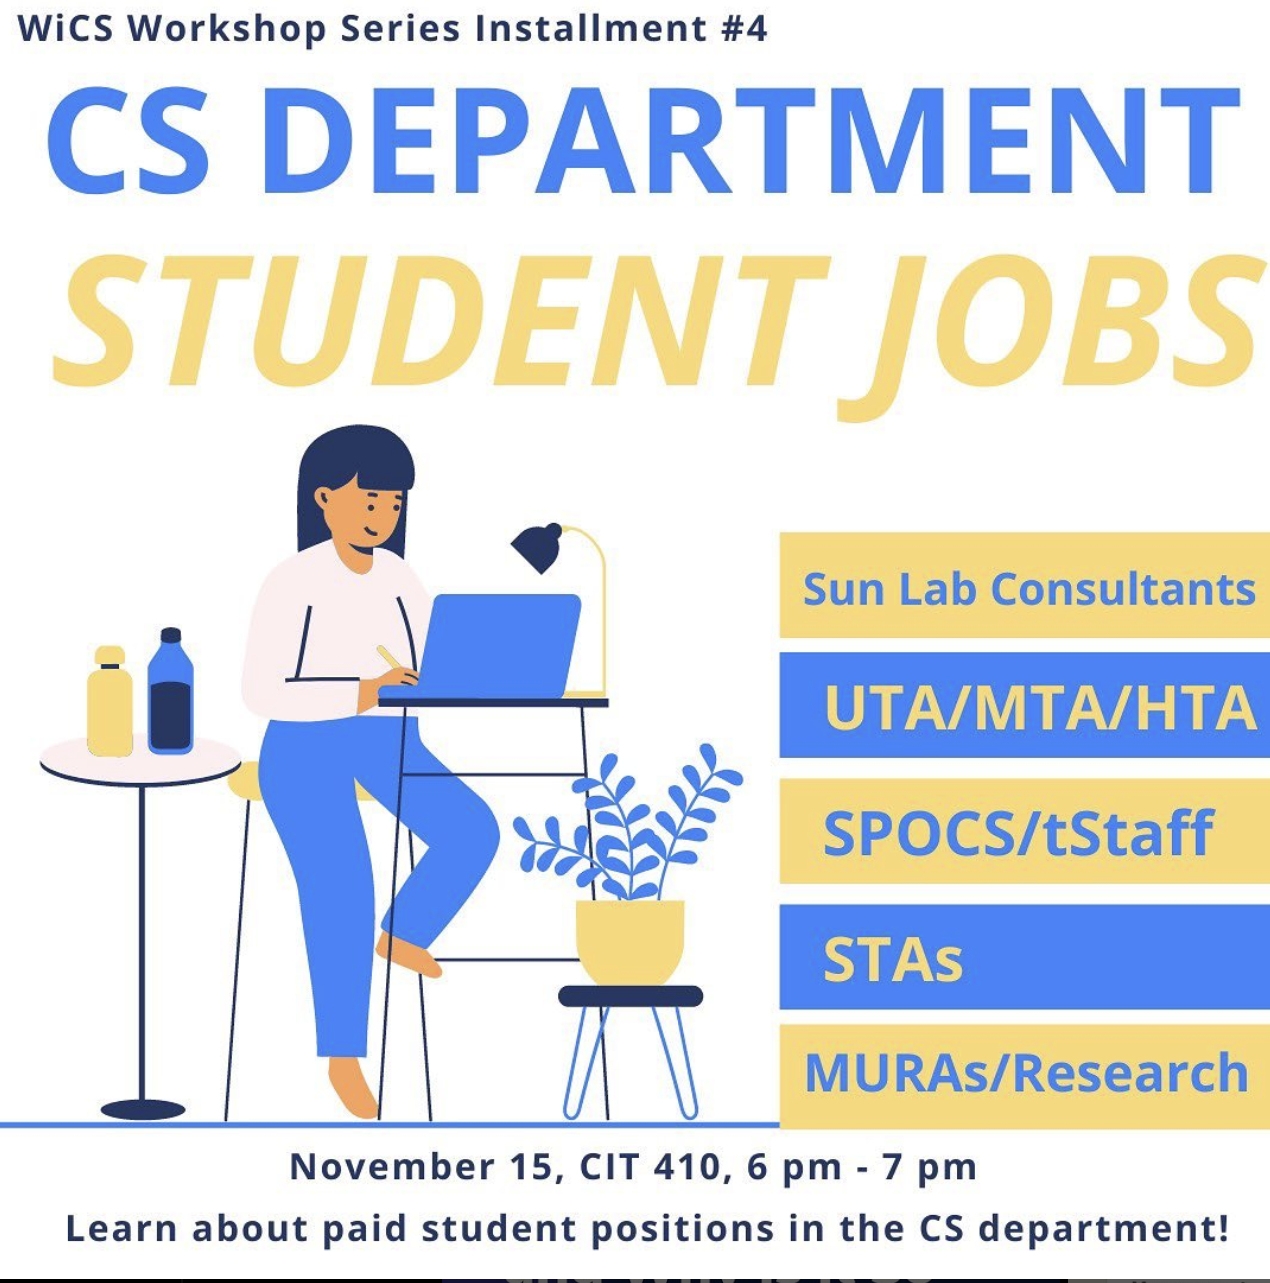 WiCS Workshop Series Installment #4
CS DEPARTMENT
STUDENT JOBS
Sun Lab Consultants
UTA/MTA/HTA
SPOCS/tStaff
STAs
MURAs/Research
November 15, CIT 410, 6 pm - 7 pm
Learn about paid student positions in the CS department!